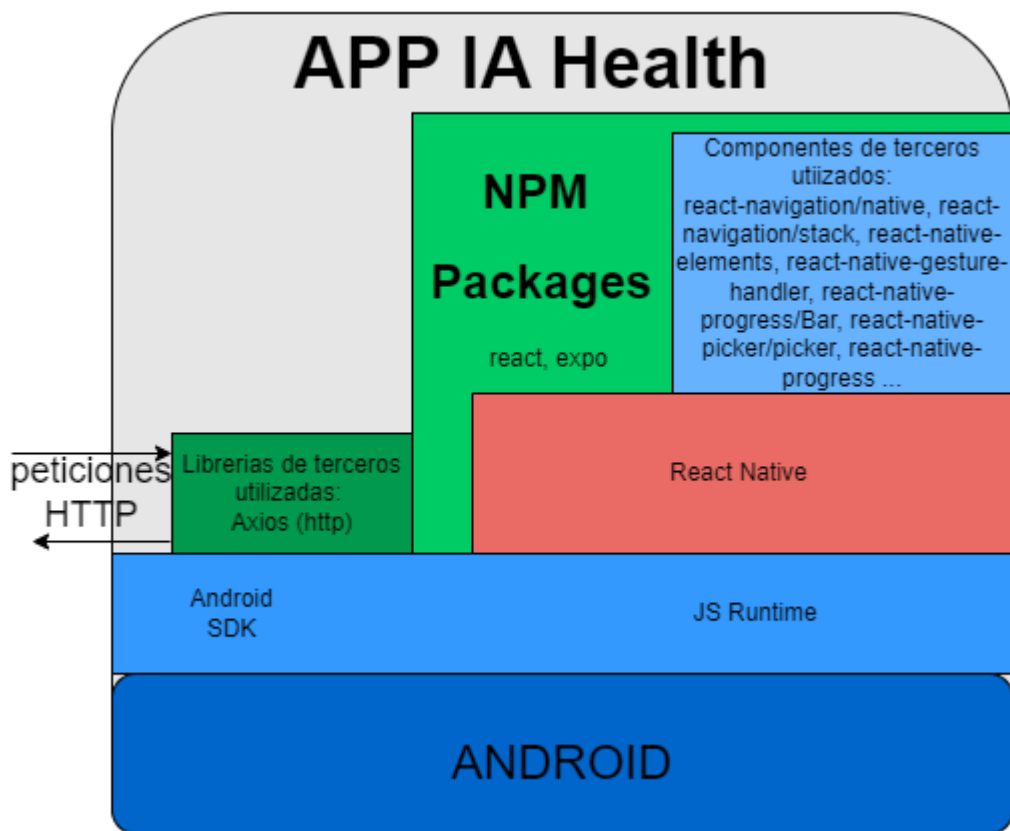 APP IA Health
NPM
Packages
react, expo
Componentes de terceros
utiizados:
react-navigation/native, react-
navigation/stack, react-native-
elements, react-native-gesture-
handler, react-native-
progress/Bar, react-native-
picker/picker, react-native-
progress ...
peticiones
HTTP
Librerias de terceros
utilizadas:
Axios (http)
React Native
Android
SDK
JS Runtime
ANDROID